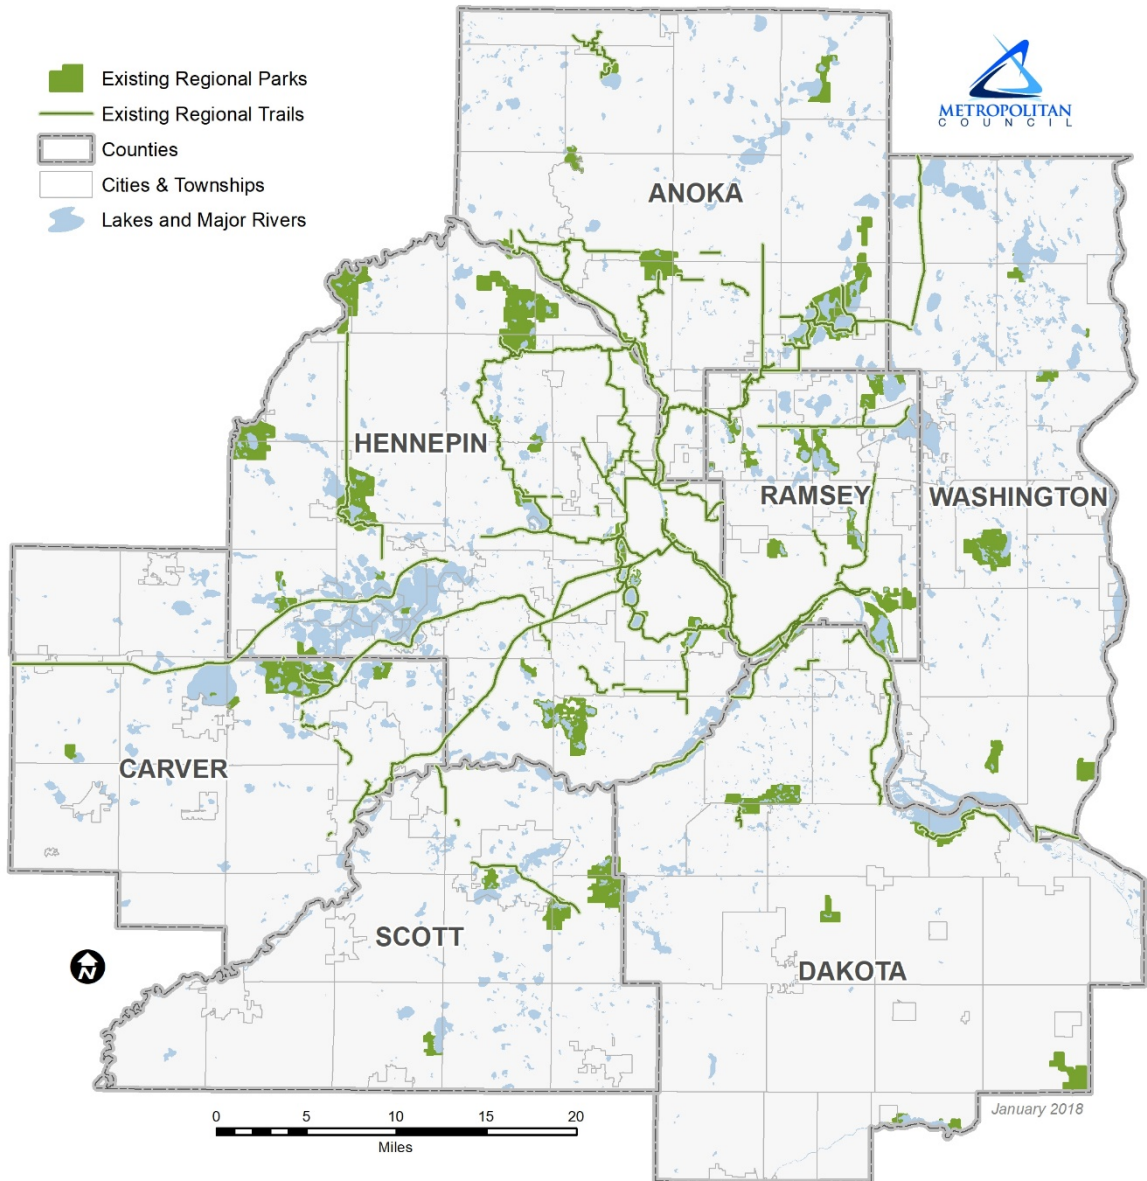 Existing Regional Parks
Existing Regional Trails
Counties
Cities & Townships
Lakes and Major Rivers
METROPOLITAN
COUNCIL
ANOKA
HENNEPIN
RAMSEY
WASHINGTON
CARVER
SCOTT
DAKOTA
N
January 2018
0 5 10 15 20
Miles